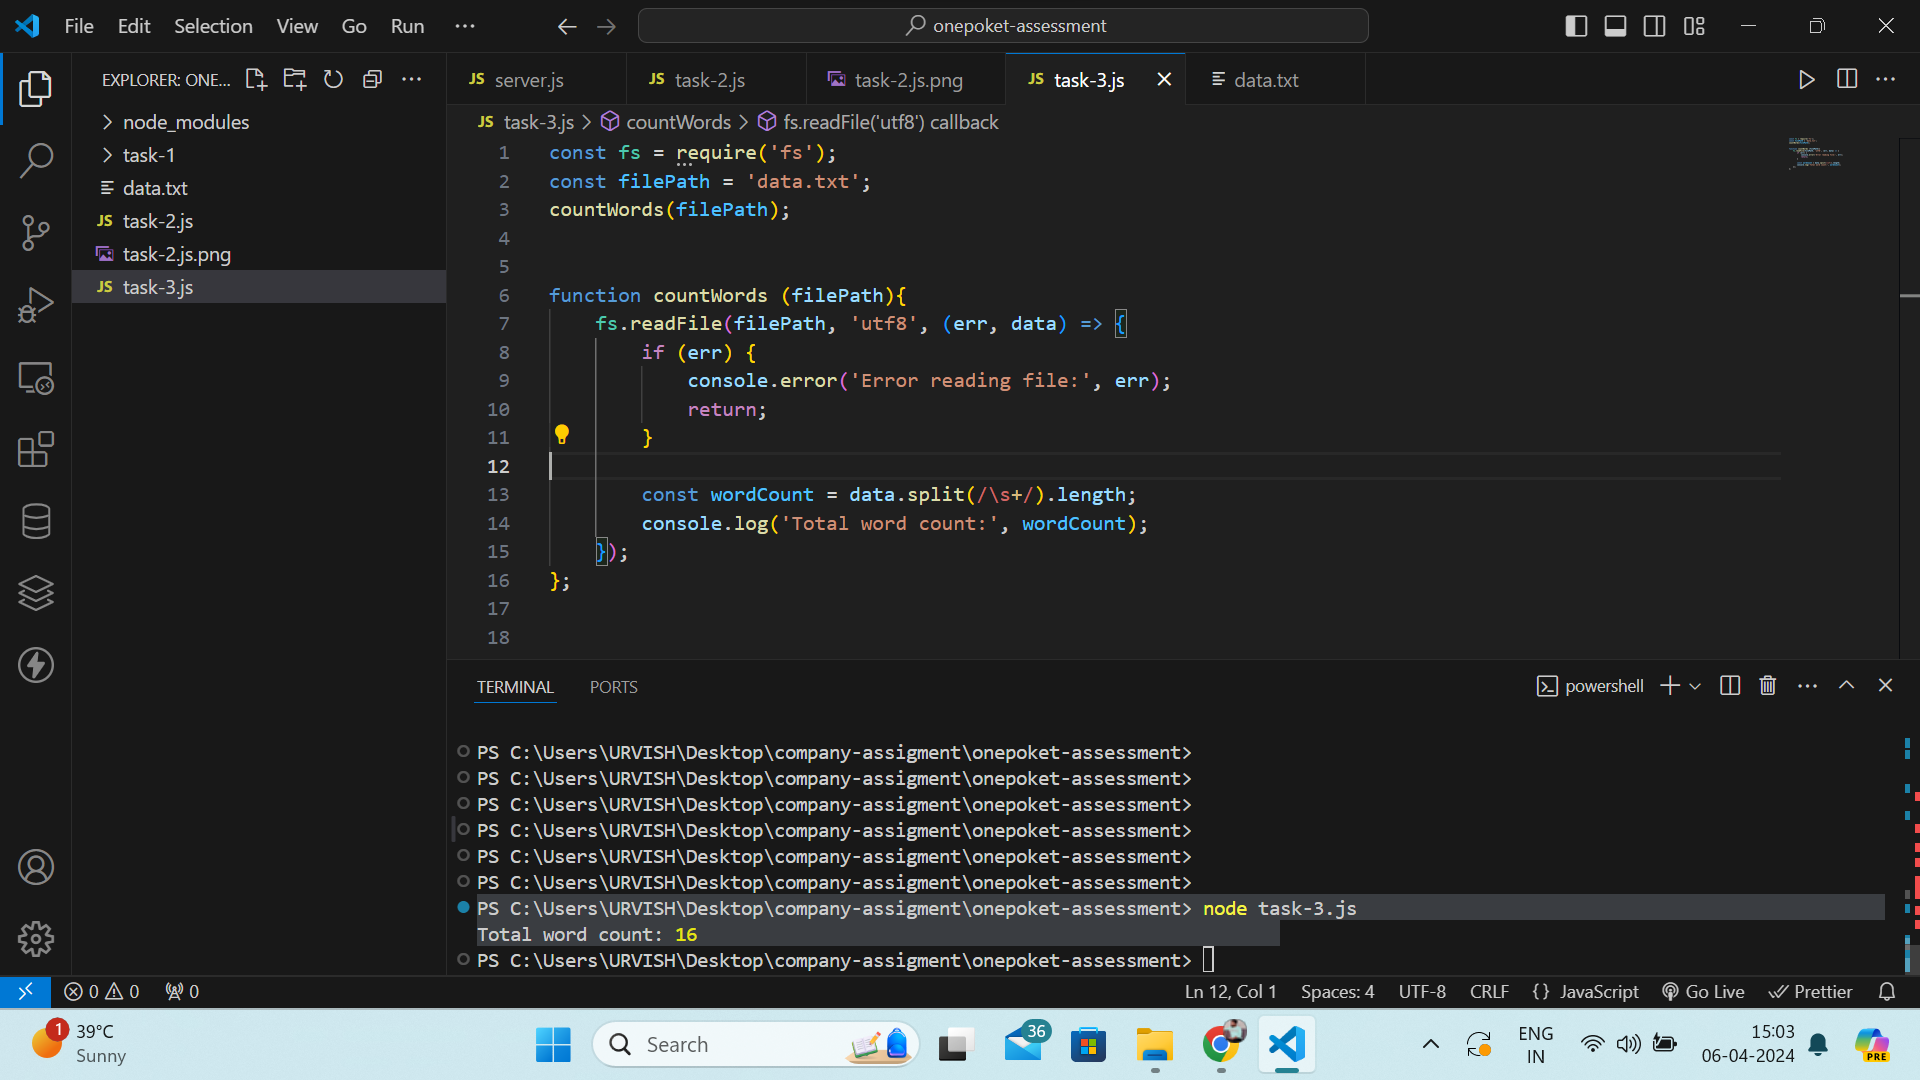 File Edit Selection View Go Run ···
onepoket-assessment
EXPLORER: ONE...
node_modules
task-1
data.txt
JS task-2.js
task-2.js.png
JS task-3.js
JS server.js
JS task-2.js
task-2.js.png
JS task-3.js
data.txt
JS task-3.js > countWords > fs.readFile('utf8') callback
1 const fs = require('fs');
2 const filePath = 'data.txt';
3 countWords(filePath);
4
5
6 function countWords (filePath){
7 fs.readFile(filePath, 'utf8', (err, data) => {
8 if (err) {
9 console.error('Error reading file:', err);
10 return;
11 }
12
13 const wordCount = data.split(/\s+/).length;
14 console.log('Total word count:', wordCount);
15 });
16 };
17
18
TERMINAL PORTS
powershell
PS C:\Users\URVISH\Desktop\company-assigment\onepoket-assessment>
PS C:\Users\URVISH\Desktop\company-assigment\onepoket-assessment>
PS C:\Users\URVISH\Desktop\company-assigment\onepoket-assessment>
PS C:\Users\URVISH\Desktop\company-assigment\onepoket-assessment>
PS C:\Users\URVISH\Desktop\company-assigment\onepoket-assessment>
PS C:\Users\URVISH\Desktop\company-assigment\onepoket-assessment>
PS C:\Users\URVISH\Desktop\company-assigment\onepoket-assessment> node task-3.js
Total word count: 16
PS C:\Users\URVISH\Desktop\company-assigment\onepoket-assessment>
0 0 0
Ln 12, Col 1 Spaces: 4 UTF-8 CRLF {} JavaScript Go Live Prettier
1
39°C
Sunny
Search
36
ENG
IN
15:03
06-04-2024
PRE